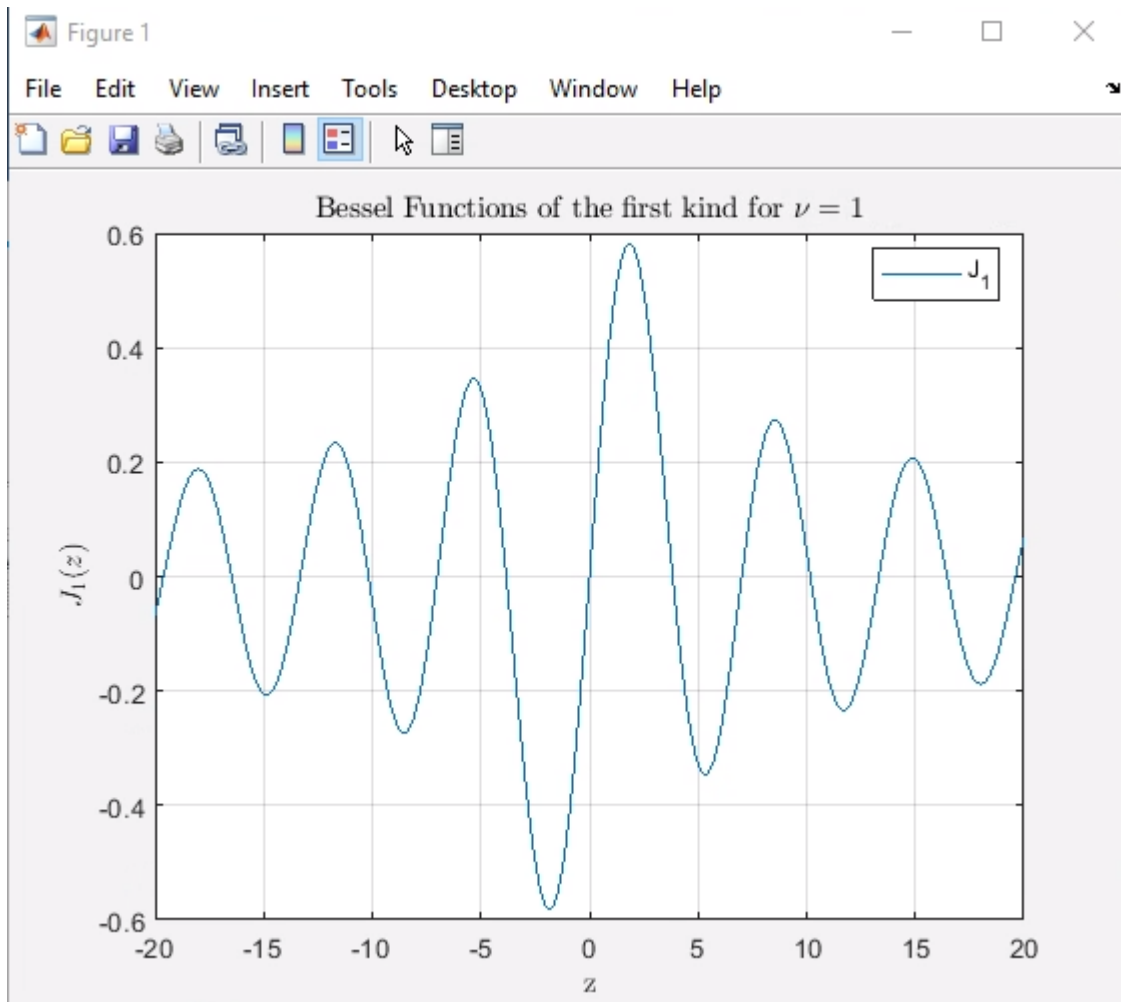 Figure 1
File Edit View Insert Tools Desktop Window Help
Bessel Functions of the first kind for ν = 1
J₁
0.6
0.4
0.2
0
-0.2
-0.4
-0.6
J₁(z)
-20 -15 -10 -5 0 5 10 15 20
z